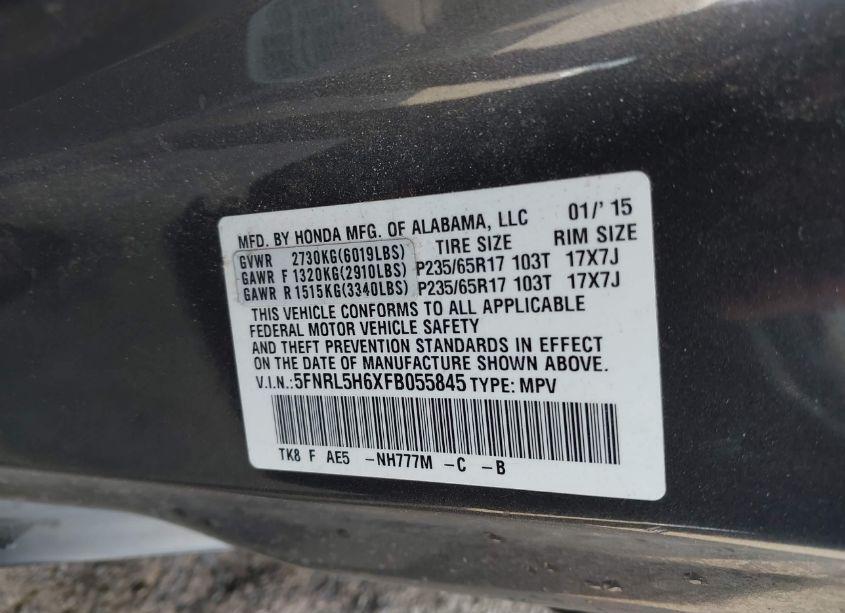 MFD. BY HONDA MFG. OF ALABAMA, LLC 01/' 15
GVWR 2730KG(6019LBS) TIRE SIZE RIM SIZE
GAWR F 1320KG(2910LBS) P235/65R17 103T 17X7J
GAWR R 1515KG(3340LBS) P235/65R17 103T 17X7J
THIS VEHICLE CONFORMS TO ALL APPLICABLE
FEDERAL MOTOR VEHICLE SAFETY
AND THEFT PREVENTION STANDARDS IN EFFECT
ON THE DATE OF MANUFACTURE SHOWN ABOVE.
V.I.N.:5FNRL5H6XFB055845 TYPE: MPV
TK8 F AE5 -NH777M -C -B